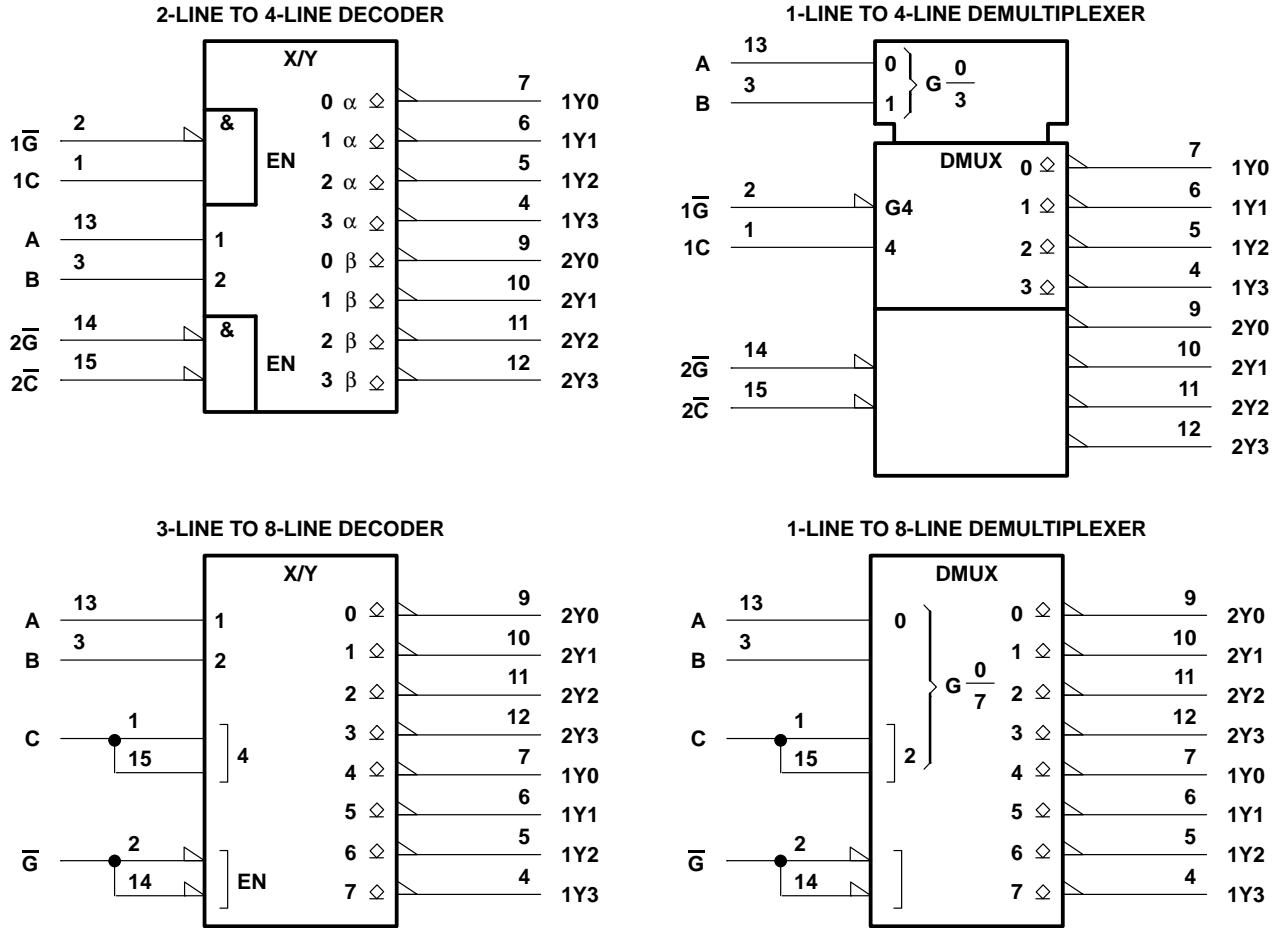 2-LINE TO 4-LINE DECODER
X/Y
0 α 7 1Y0
1G̅ 2 & 1 α 6 1Y1
1C 1 EN 2 α 5 1Y2
3 α 4 1Y3
A 13 1 0 β 9 2Y0
B 3 2 1 β 10 2Y1
2G̅ 14 & 2 β 11 2Y2
2C̅ 15 EN 3 β 12 2Y3
1-LINE TO 4-LINE DEMULTIPLEXER
A 13 0 G 0
B 3 1 3
DMUX 0 7 1Y0
1G̅ 2 G4 1 6 1Y1
1C 1 4 2 5 1Y2
3 4 1Y3
9 2Y0
2G̅ 14 10 2Y1
2C̅ 15 11 2Y2
12 2Y3
3-LINE TO 8-LINE DECODER
X/Y
A 13 1 0 9 2Y0
B 3 2 1 10 2Y1
2 11 2Y2
C 1 3 12 2Y3
15 4 4 7 1Y0
5 6 1Y1
G̅ 2 6 5 1Y2
14 EN 7 4 1Y3
1-LINE TO 8-LINE DEMULTIPLEXER
DMUX
A 13 0 0 9 2Y0
B 3 1 10 2Y1
G 0 7 2 11 2Y2
C 1 3 12 2Y3
15 2 4 7 1Y0
5 6 1Y1
G̅ 2 6 5 1Y2
14 7 4 1Y3